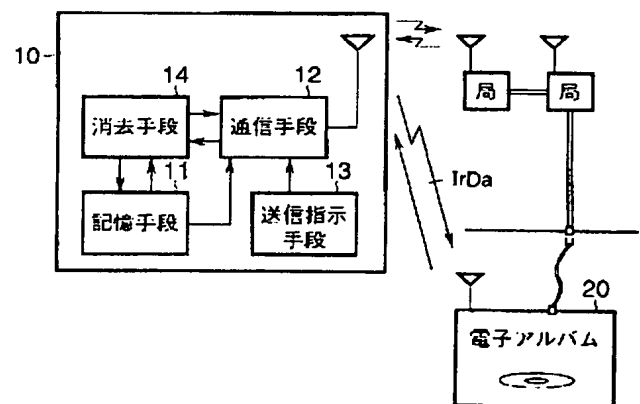 10
14
12
消去手段
通信手段
11
13
記憶手段
送信指示
手段
局
局
IrDa
20
電子アルバム